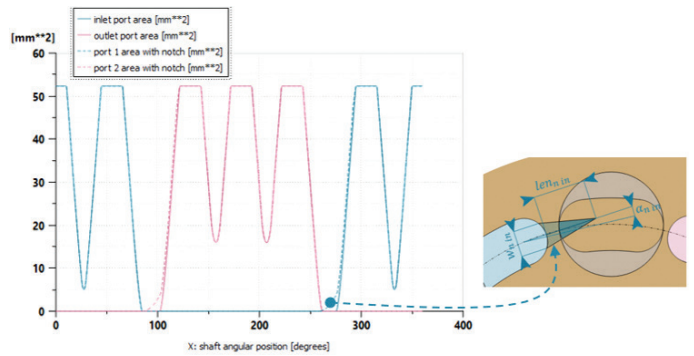 inlet port area [mm**2]
outlet port area [mm**2]
port 1 area with notch [mm**2]
port 2 area with notch [mm**2]
[mm**2]
60
50
40
30
20
10
0
0
100
200
300
400
X: shaft angular position [degrees]
len n in
a n in
w n in